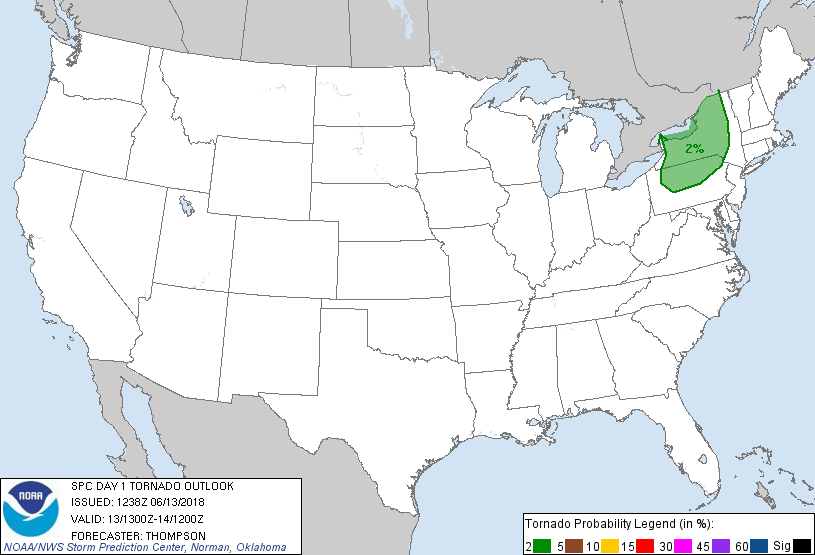 2%
SPC DAY 1 TORNADO OUTLOOK
ISSUED: 1238Z 06/13/2018
VALID: 13/1300Z-14/1200Z
FORECASTER: THOMPSON
NOAA/NWS Storm Prediction Center, Norman, Oklahoma
NOAA
Tornado Probability Legend (in %):
2 5 10 15 30 45 60 Sig